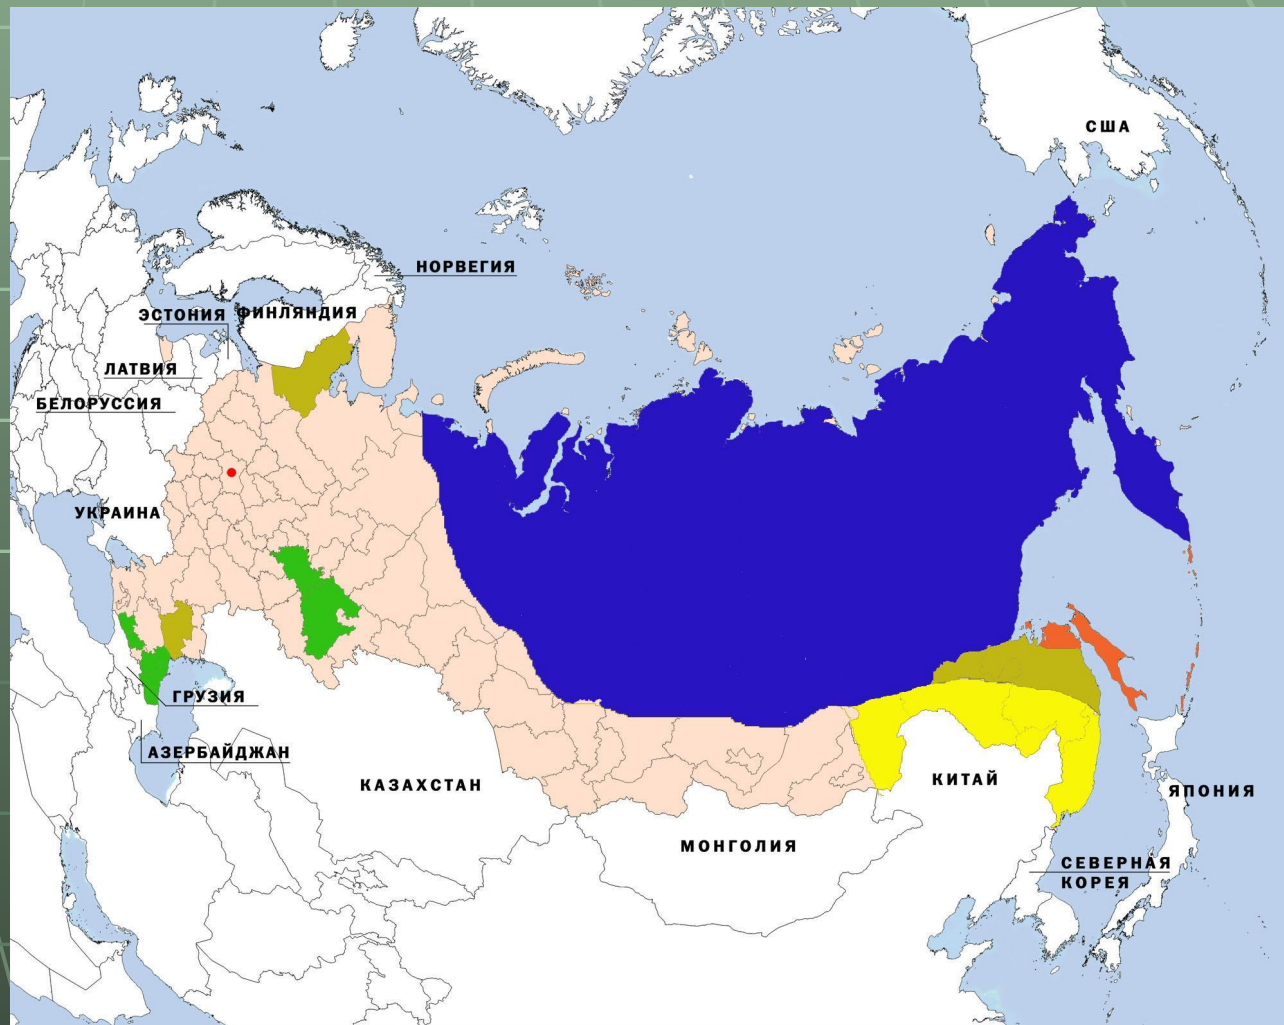 США
НОРВЕГИЯ
ЭСТОНИЯ ФИНЛЯНДИЯ
ЛАТВИЯ
БЕЛОРУССИЯ
УКРАИНА
ГРУЗИЯ
АЗЕРБАЙДЖАН
КАЗАХСТАН
КИТАЙ
ЯПОНИЯ
МОНГОЛИЯ
СЕВЕРНАЯ
КОРЕЯ